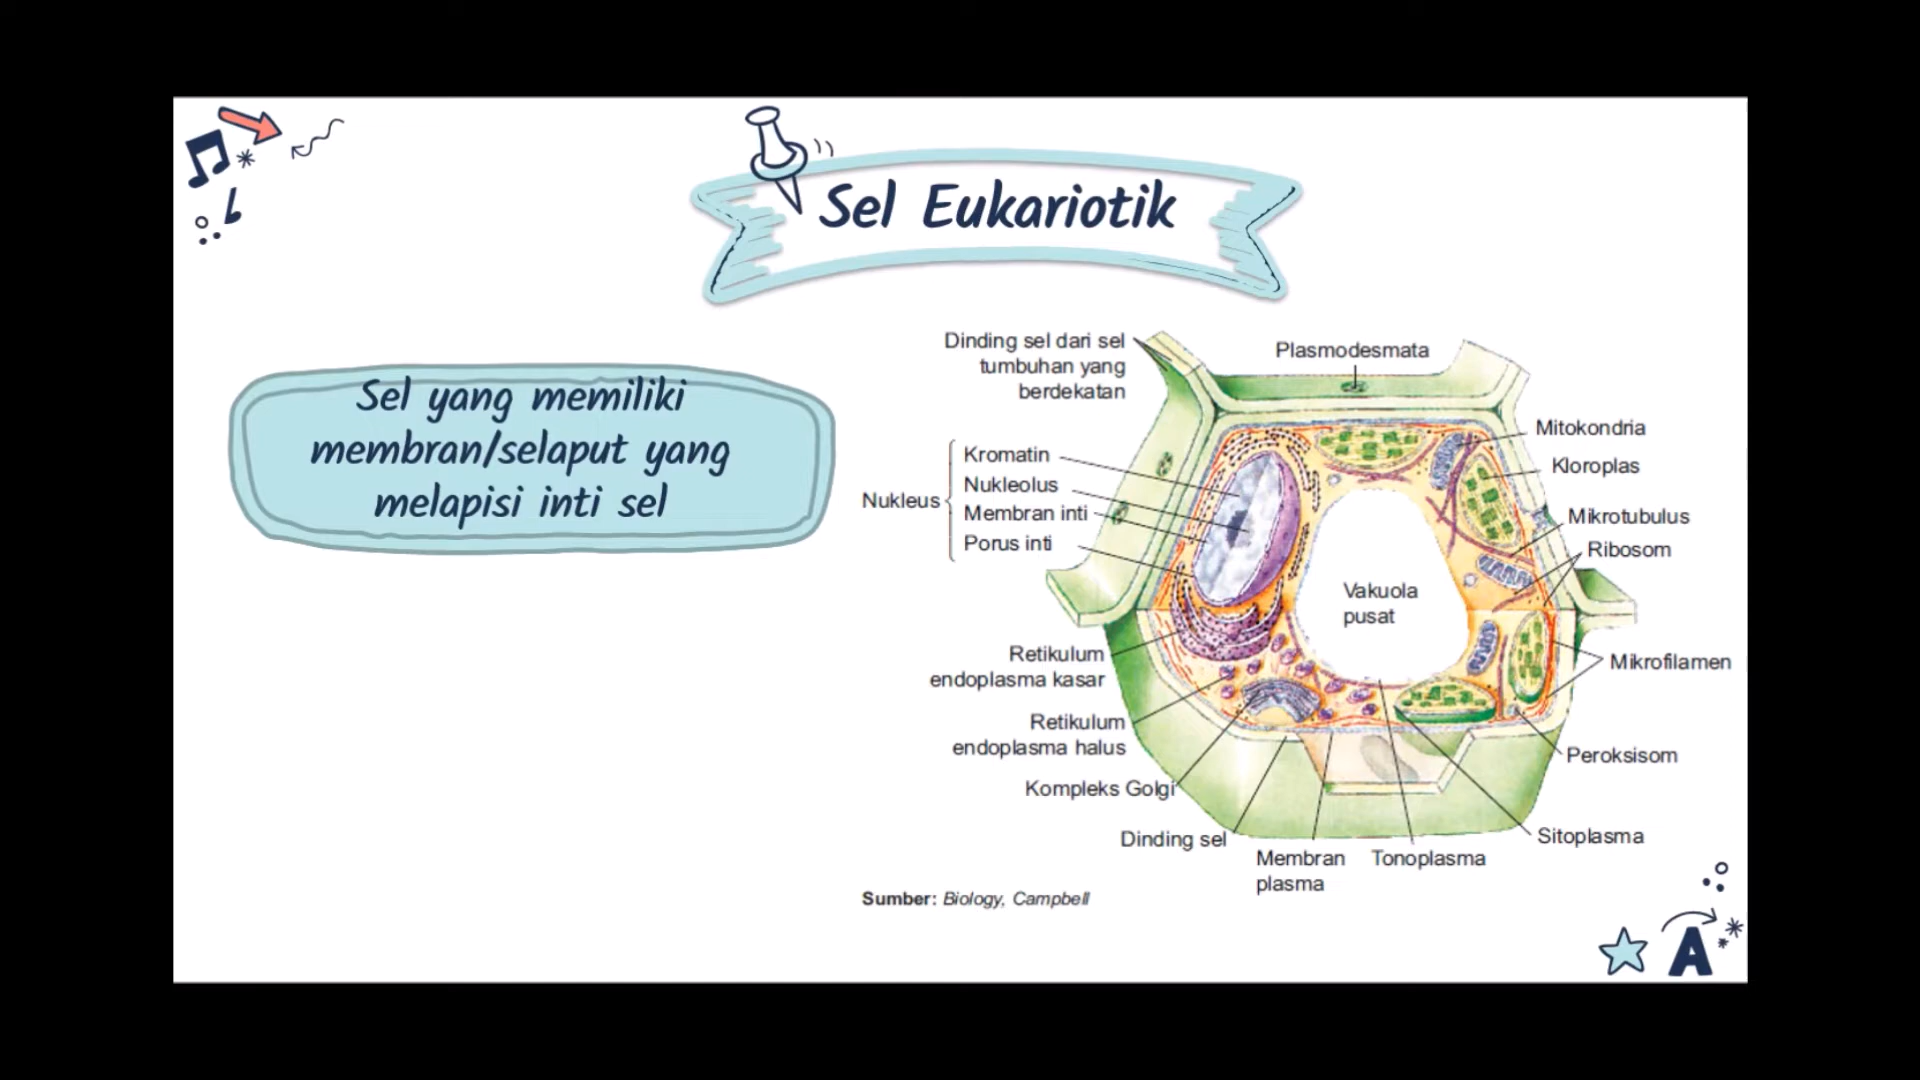 Sel Eukariotik
Sel yang memiliki
membran/selaput yang
melapisi inti sel
Dinding sel dari sel
tumbuhan yang
berdekatan
Plasmodesmata
Mitokondria
Kloroplas
Mikrotubulus
Ribosom
Nukleus
Kromatin
Nukleolus
Membran inti
Porus inti
Vakuola
pusat
Retikulum
endoplasma kasar
Retikulum
endoplasma halus
Kompleks Golgi
Dinding sel
Membran
plasma
Tonoplasma
Sitoplasma
Peroksisom
Mikrofilamen
Sumber: Biology, Campbell
A